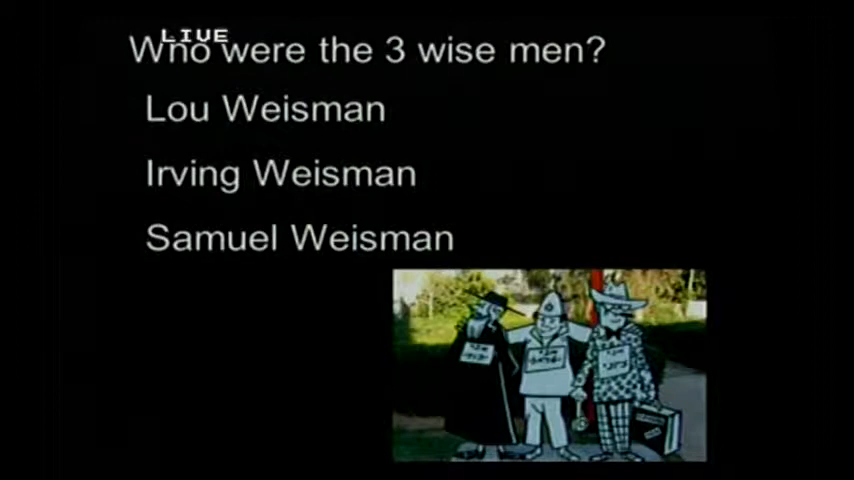 LIVE
Who were the 3 wise men?
Lou Weisman
Irving Weisman
Samuel Weisman